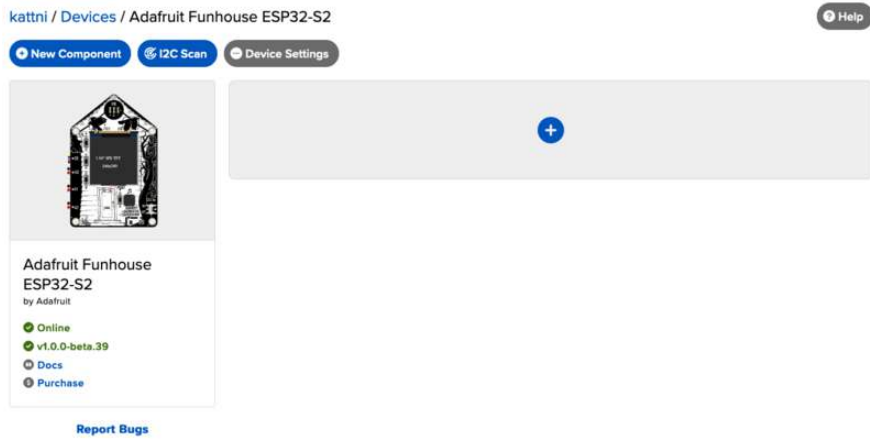 kattni / Devices / Adafruit Funhouse ESP32-S2
Help
New Component
I2C Scan
Device Settings
Adafruit Funhouse
ESP32-S2
by Adafruit
Online
v1.0.0-beta.39
Docs
Purchase
Report Bugs